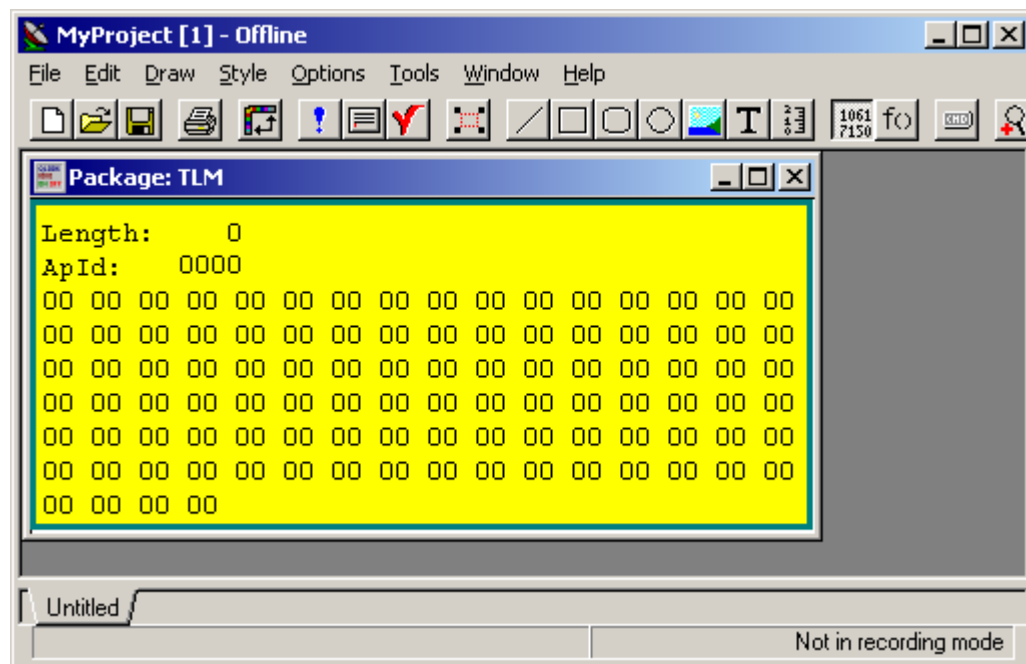 MyProject [1] - Offline
File Edit Draw Style Options Tools Window Help
T 1061 7150 f() CMD
Package: TLM
Length: 0
ApId: 0000
00 00 00 00 00 00 00 00 00 00 00 00 00 00 00 00
00 00 00 00 00 00 00 00 00 00 00 00 00 00 00 00
00 00 00 00 00 00 00 00 00 00 00 00 00 00 00 00
00 00 00 00 00 00 00 00 00 00 00 00 00 00 00 00
00 00 00 00 00 00 00 00 00 00 00 00 00 00 00 00
00 00 00 00 00 00 00 00 00 00 00 00 00 00 00 00
00 00 00 00
Untitled
Not in recording mode